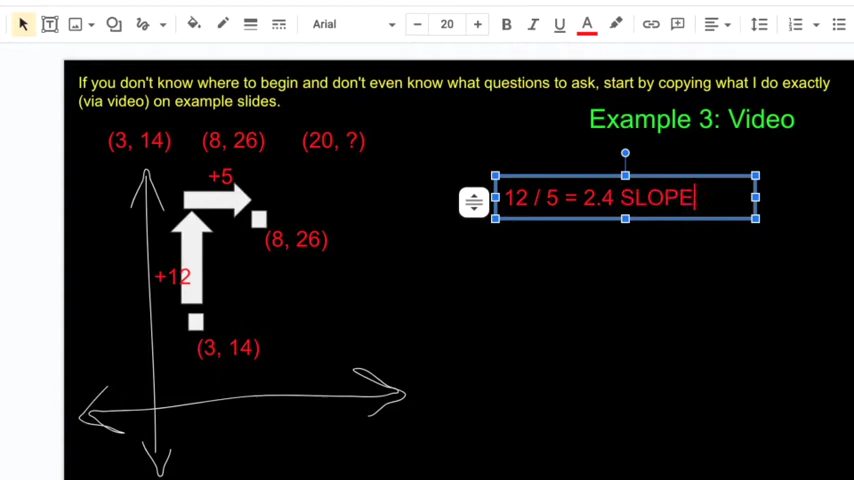 Arial
20
B I U A
If you don't know where to begin and don't even know what questions to ask, start by copying what I do exactly
(via video) on example slides.
Example 3: Video
(3, 14) (8, 26) (20, ?)
+5
12 / 5 = 2.4 SLOPE
(8, 26)
+12
(3, 14)